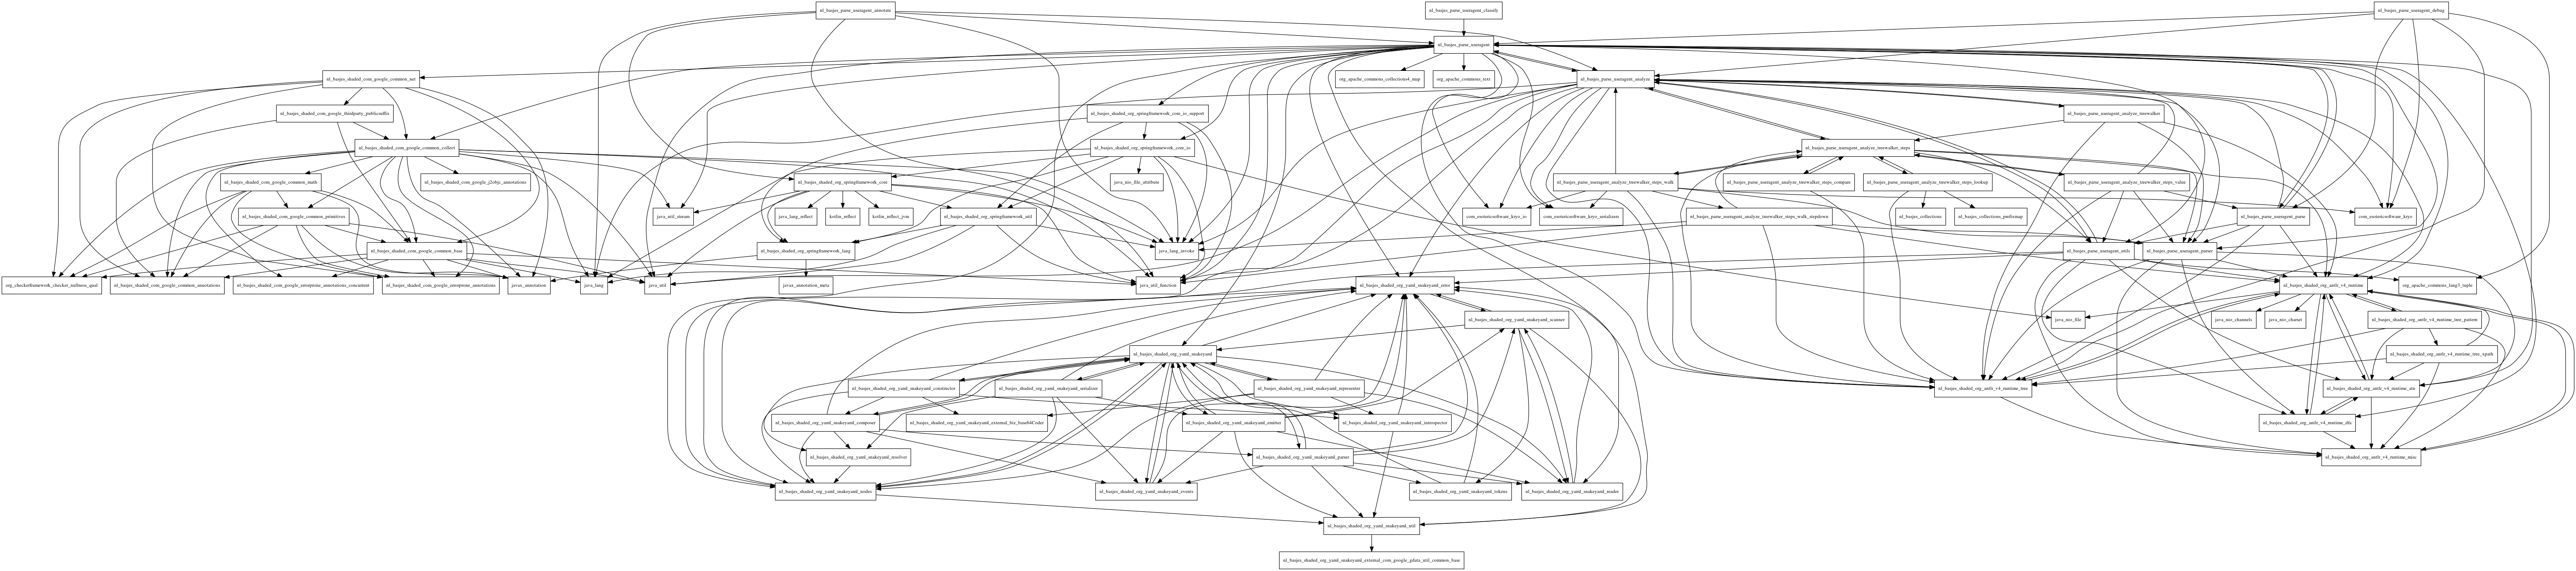 nl_basjes_parse_useragent_annotate
nl_basjes_parse_useragent_classify
nl_basjes_parse_useragent_debug
nl_basjes_parse_useragent
nl_basjes_shaded_com_google_common_net
org_apache_commons_collections4_map
org_apache_commons_text
nl_basjes_parse_useragent_analyze
nl_basjes_shaded_com_google_thirdparty_publicsuffix
nl_basjes_shaded_org_springframework_core_io_support
nl_basjes_parse_useragent_analyze_treewalker
nl_basjes_shaded_com_google_common_collect
nl_basjes_shaded_org_springframework_core_io
nl_basjes_parse_useragent_analyze_treewalker_steps
nl_basjes_shaded_com_google_common_math
nl_basjes_shaded_com_google_j2objc_annotations
nl_basjes_shaded_org_springframework_core
java_nio_file_attribute
nl_basjes_parse_useragent_analyze_treewalker_steps_walk
nl_basjes_parse_useragent_analyze_treewalker_steps_compare
nl_basjes_parse_useragent_analyze_treewalker_steps_lookup
nl_basjes_parse_useragent_analyze_treewalker_steps_value
nl_basjes_shaded_com_google_common_primitives
java_util_stream
java_lang_reflect
kotlin_reflect
kotlin_reflect_jvm
nl_basjes_shaded_org_springframework_util
com_esotericsoftware_kryo_io
com_esotericsoftware_kryo_serializers
nl_basjes_parse_useragent_analyze_treewalker_steps_walk_stepdown
nl_basjes_collections
nl_basjes_collections_prefixmap
nl_basjes_parse_useragent_parse
com_esotericsoftware_kryo
nl_basjes_shaded_com_google_common_base
nl_basjes_shaded_org_springframework_lang
java_lang_invoke
nl_basjes_parse_useragent_utils
nl_basjes_parse_useragent_parser
org_checkerframework_checker_nullness_qual
nl_basjes_shaded_com_google_common_annotations
nl_basjes_shaded_com_google_errorprone_annotations_concurrent
nl_basjes_shaded_com_google_errorprone_annotations
javax_annotation
java_lang
java_util
javax_annotation_meta
java_util_function
nl_basjes_shaded_org_yaml_snakeyaml_error
nl_basjes_shaded_org_antlr_v4_runtime
org_apache_commons_lang3_tuple
nl_basjes_shaded_org_yaml_snakeyaml_scanner
java_nio_file
java_nio_channels
java_nio_charset
nl_basjes_shaded_org_antlr_v4_runtime_tree_pattern
nl_basjes_shaded_org_yaml_snakeyaml
nl_basjes_shaded_org_antlr_v4_runtime_tree_xpath
nl_basjes_shaded_org_yaml_snakeyaml_constructor
nl_basjes_shaded_org_yaml_snakeyaml_serializer
nl_basjes_shaded_org_yaml_snakeyaml_representer
nl_basjes_shaded_org_antlr_v4_runtime_tree
nl_basjes_shaded_org_antlr_v4_runtime_atn
nl_basjes_shaded_org_yaml_snakeyaml_composer
nl_basjes_shaded_org_yaml_snakeyaml_external_biz_base64Coder
nl_basjes_shaded_org_yaml_snakeyaml_emitter
nl_basjes_shaded_org_yaml_snakeyaml_introspector
nl_basjes_shaded_org_antlr_v4_runtime_dfa
nl_basjes_shaded_org_yaml_snakeyaml_resolver
nl_basjes_shaded_org_yaml_snakeyaml_parser
nl_basjes_shaded_org_antlr_v4_runtime_misc
nl_basjes_shaded_org_yaml_snakeyaml_nodes
nl_basjes_shaded_org_yaml_snakeyaml_events
nl_basjes_shaded_org_yaml_snakeyaml_tokens
nl_basjes_shaded_org_yaml_snakeyaml_reader
nl_basjes_shaded_org_yaml_snakeyaml_util
nl_basjes_shaded_org_yaml_snakeyaml_external_com_google_gdata_util_common_base